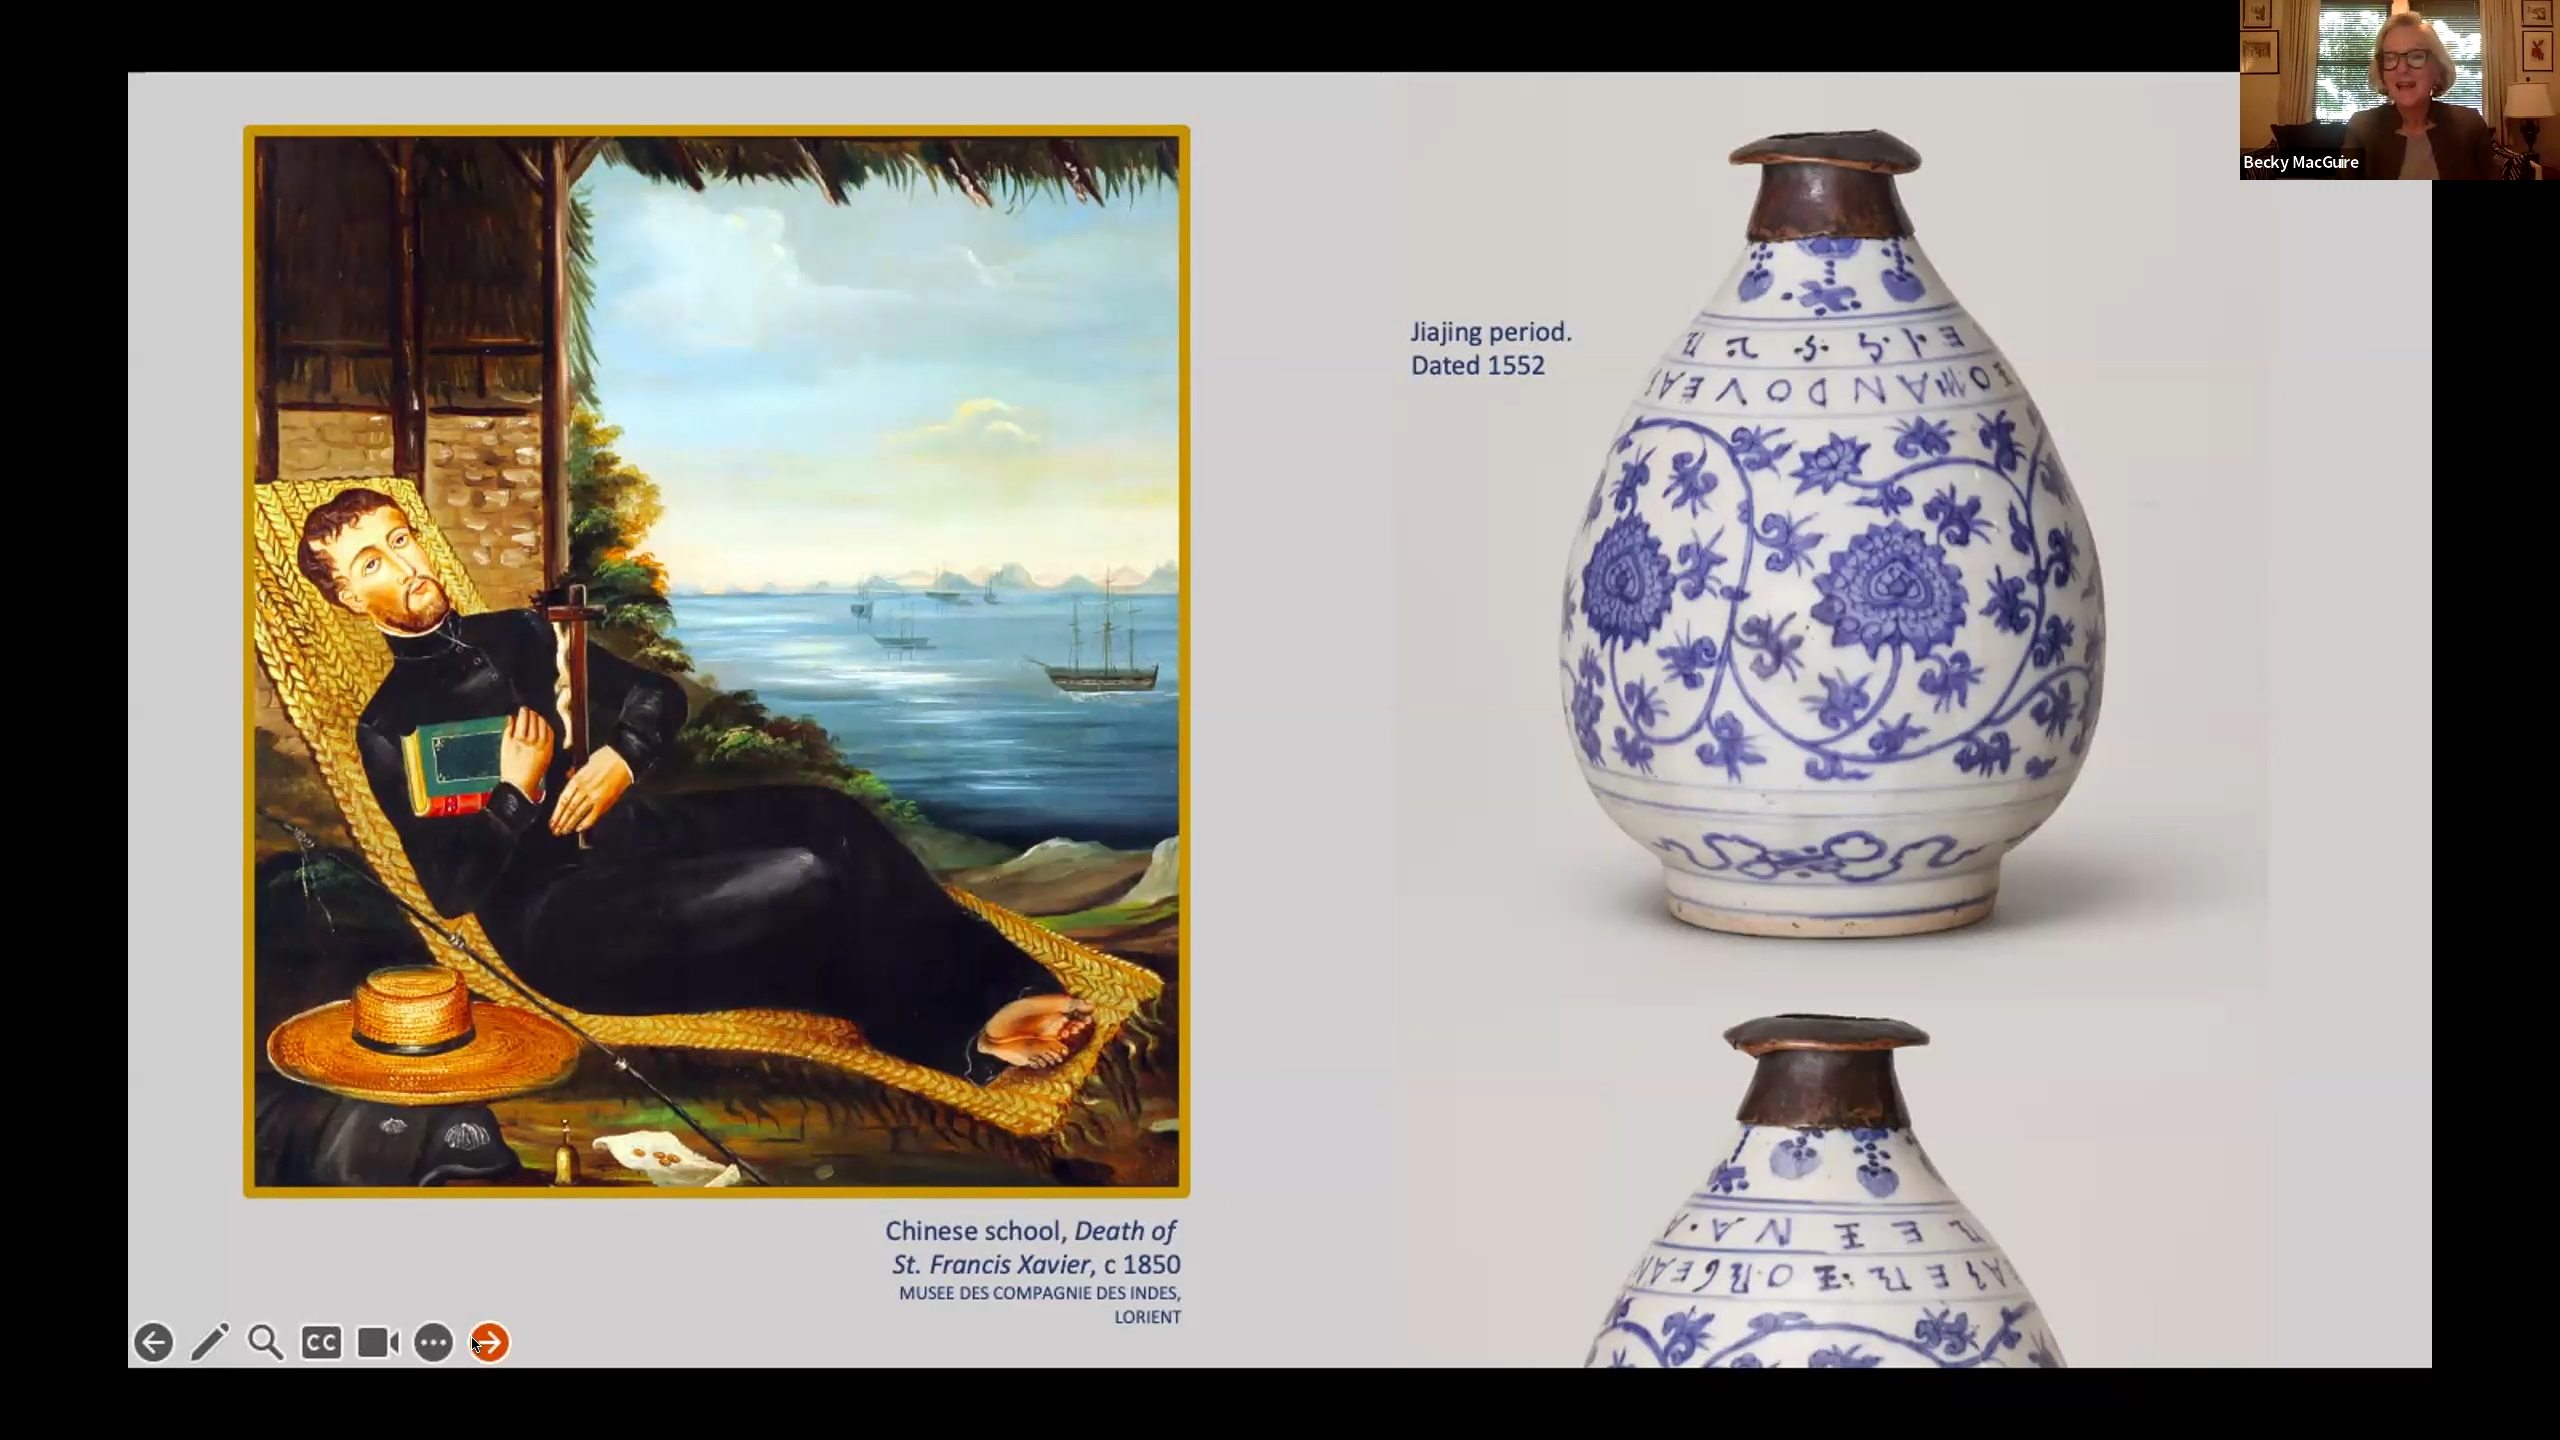 Becky MacGuire
Jiajing period.
Dated 1552
Chinese school, Death of
St. Francis Xavier, c 1850
MUSEE DES COMPAGNIE DES INDES,
LORIENT
CC